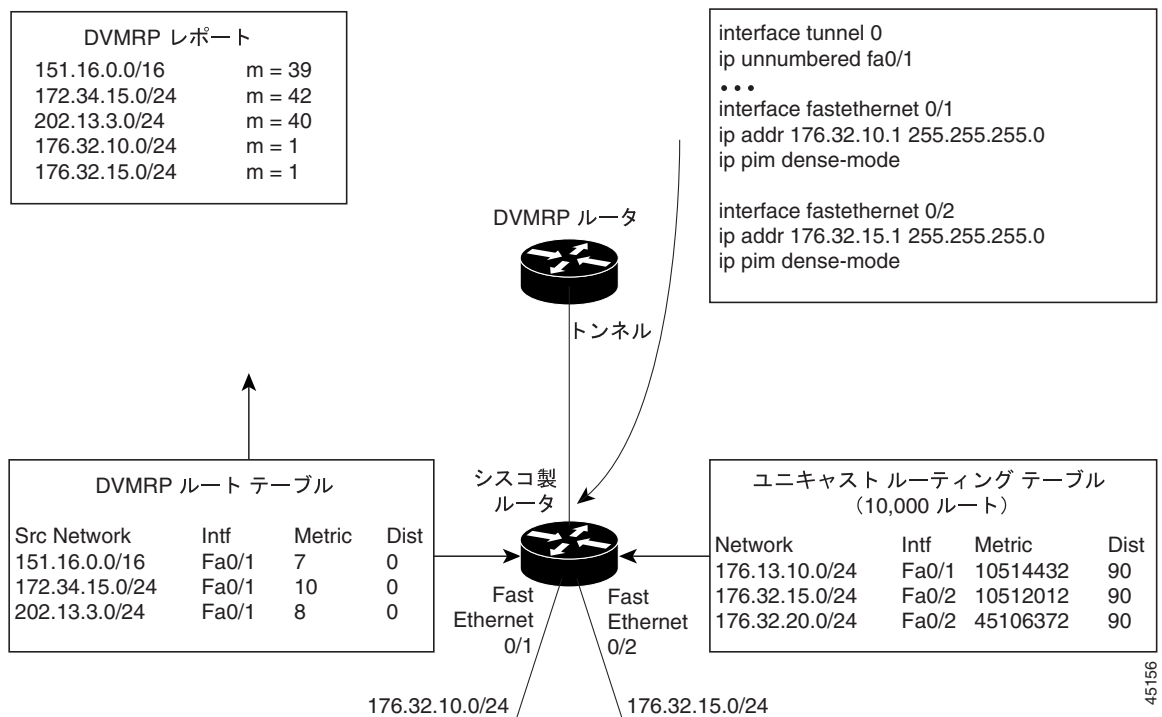 DVMRP レポート
151.16.0.0/16 m = 39
172.34.15.0/24 m = 42
202.13.3.0/24 m = 40
176.32.10.0/24 m = 1
176.32.15.0/24 m = 1
interface tunnel 0
ip unnumbered fa0/1
• • •
interface fastethernet 0/1
ip addr 176.32.10.1 255.255.255.0
ip pim dense-mode
interface fastethernet 0/2
ip addr 176.32.15.1 255.255.255.0
ip pim dense-mode
DVMRP ルータ
トンネル
DVMRP ルート テーブル
Src Network Intf Metric Dist
151.16.0.0/16 Fa0/1 7 0
172.34.15.0/24 Fa0/1 10 0
202.13.3.0/24 Fa0/1 8 0
シスコ製
ルータ
Fast
Ethernet
0/1
Fast
Ethernet
0/2
ユニキャスト ルーティング テーブル
（10,000 ルート）
Network Intf Metric Dist
176.13.10.0/24 Fa0/1 10514432 90
176.32.15.0/24 Fa0/2 10512012 90
176.32.20.0/24 Fa0/2 45106372 90
176.32.10.0/24
176.32.15.0/24
45156